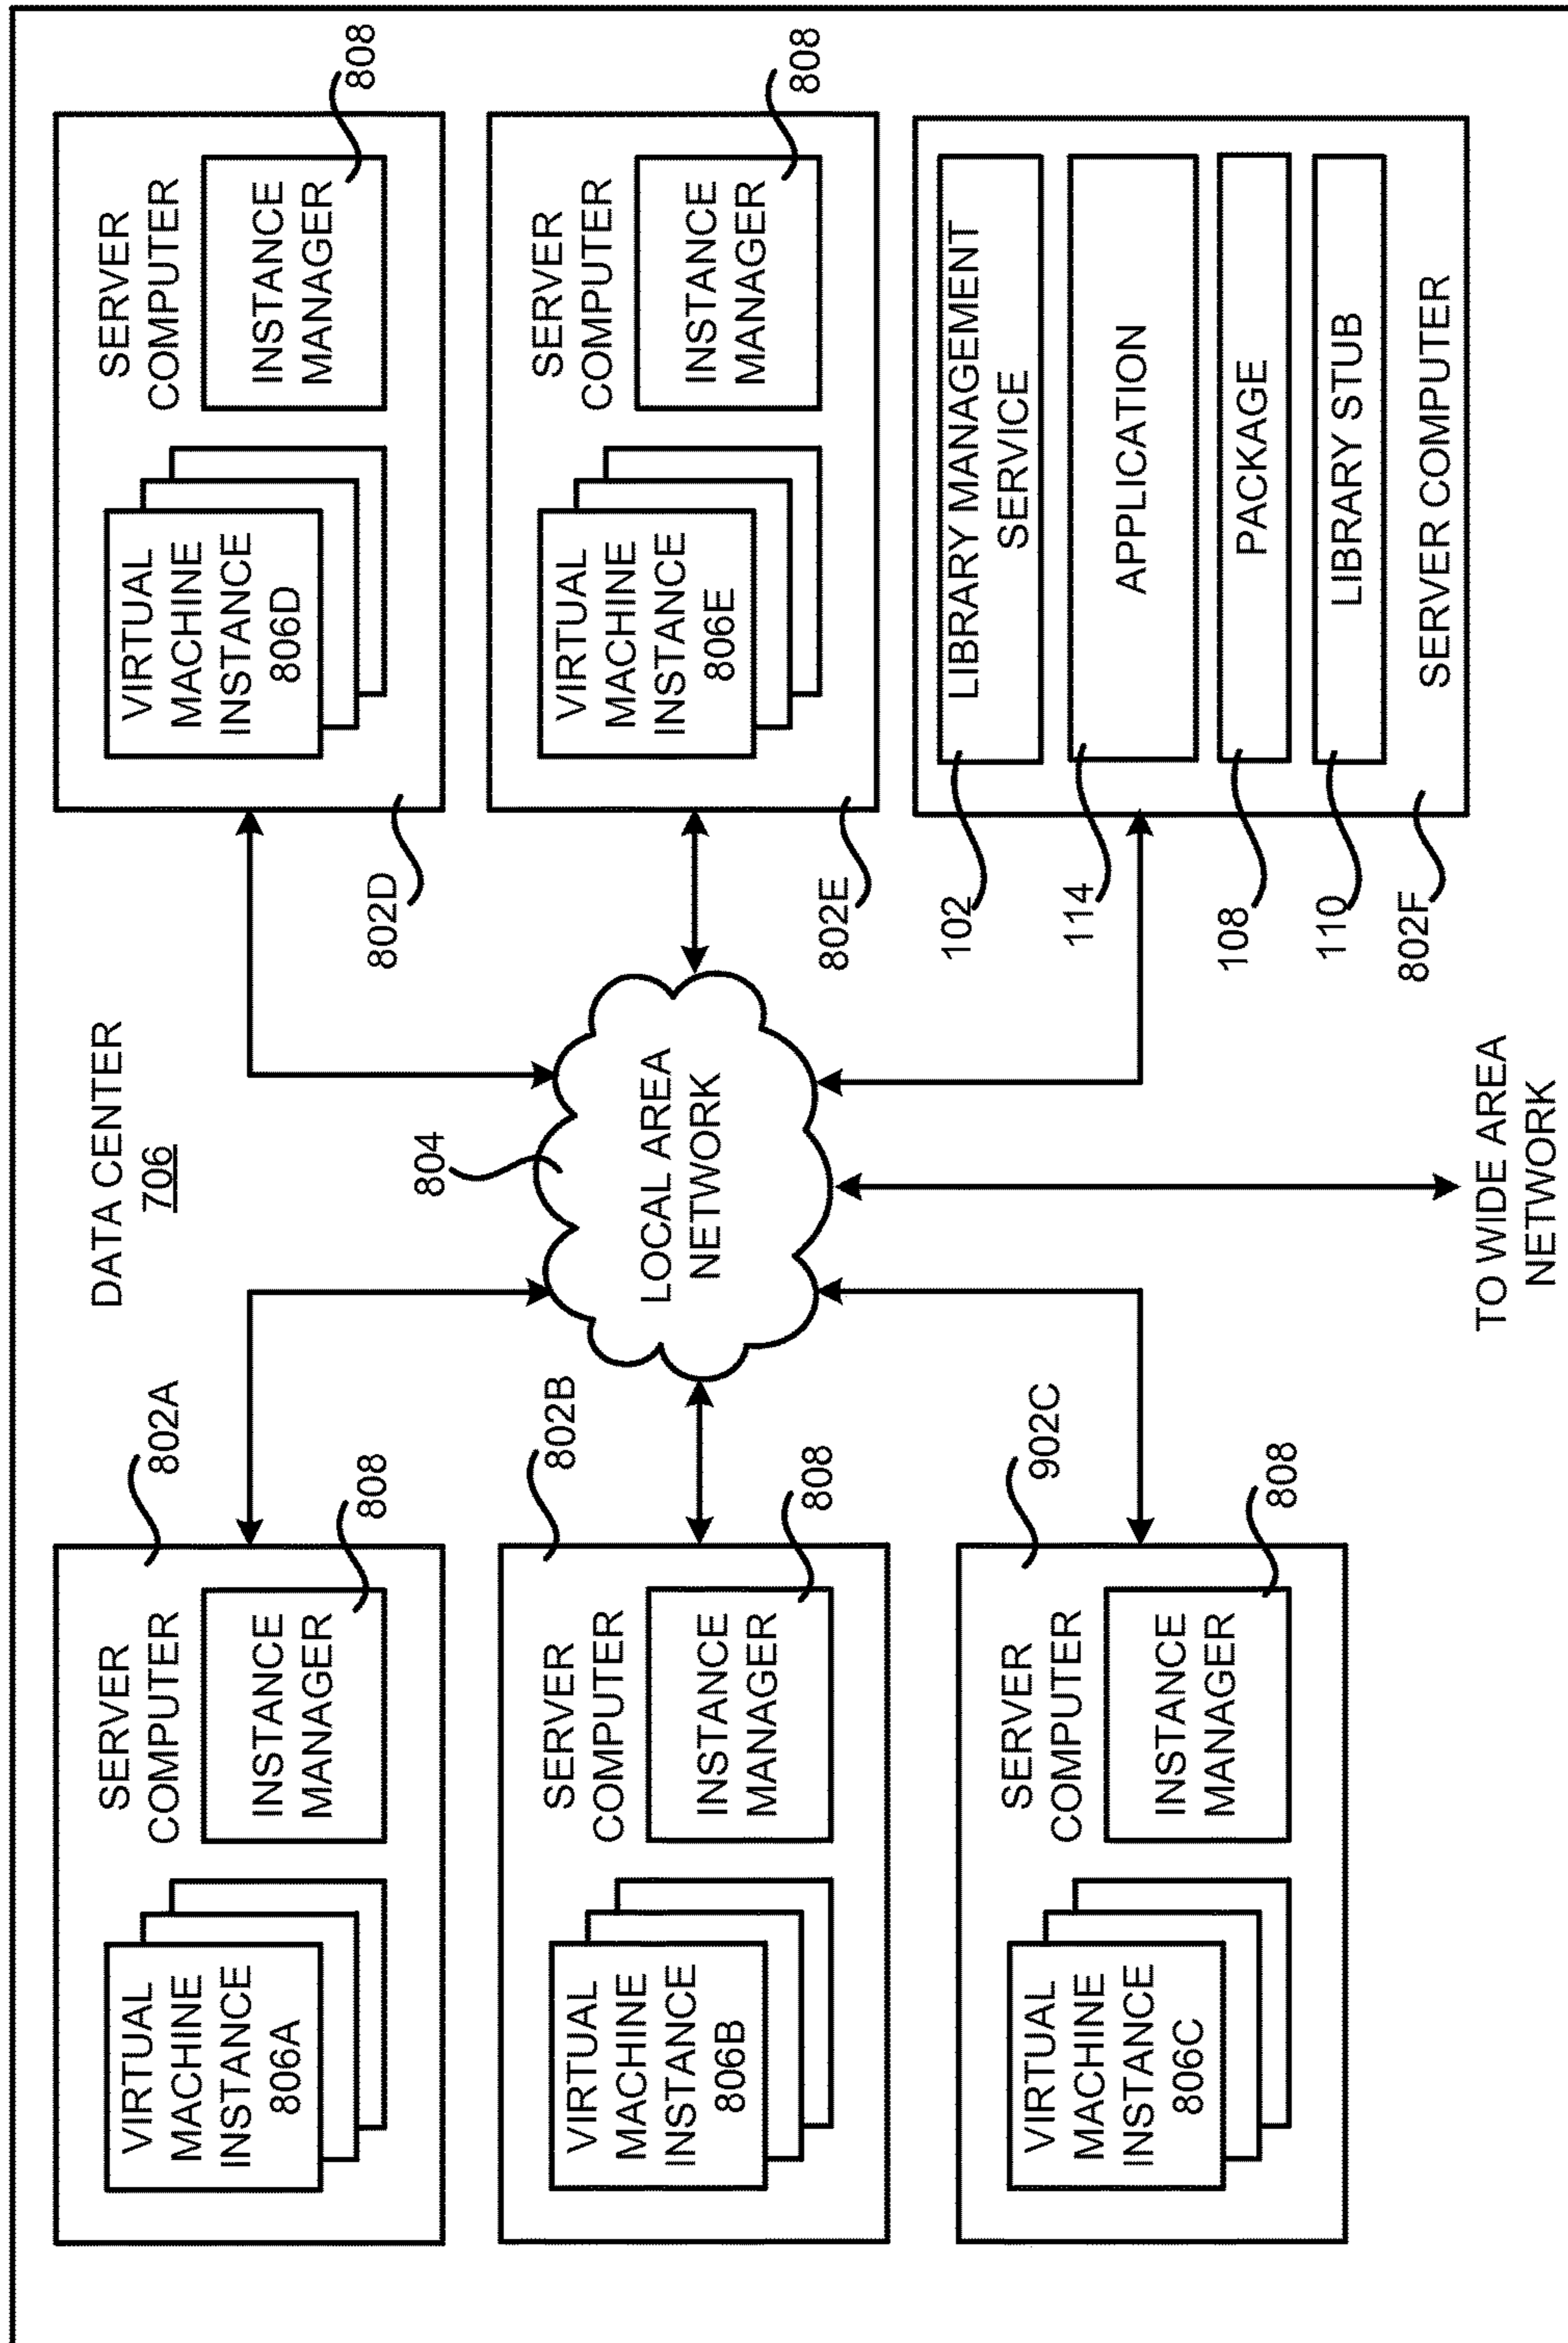 DATA CENTER
706
802A
SERVER
COMPUTER
VIRTUAL
MACHINE
INSTANCE
806A
INSTANCE
MANAGER
808
802B
SERVER
COMPUTER
VIRTUAL
MACHINE
INSTANCE
806B
INSTANCE
MANAGER
808
902C
SERVER
COMPUTER
VIRTUAL
MACHINE
INSTANCE
806C
INSTANCE
MANAGER
808
804
LOCAL AREA
NETWORK
TO WIDE AREA
NETWORK
802D
SERVER
COMPUTER
VIRTUAL
MACHINE
INSTANCE
806D
INSTANCE
MANAGER
808
802E
SERVER
COMPUTER
VIRTUAL
MACHINE
INSTANCE
806E
INSTANCE
MANAGER
808
102
LIBRARY MANAGEMENT
SERVICE
114
APPLICATION
108
PACKAGE
110
LIBRARY STUB
802F
SERVER COMPUTER